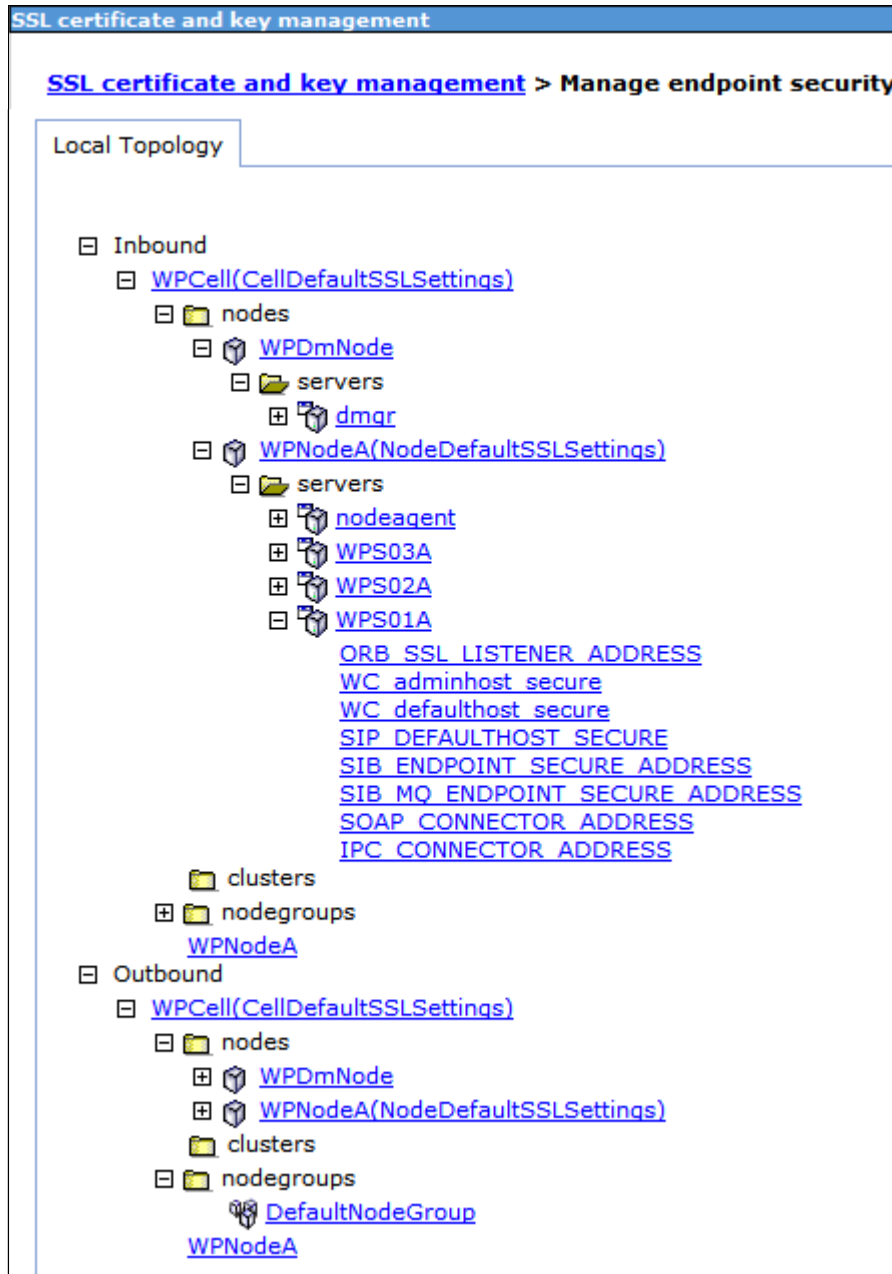 SSL certificate and key management
SSL certificate and key management > Manage endpoint security
Local Topology
Inbound
WPCell(CellDefaultSSLSettings)
nodes
WPDmNode
servers
dmgr
WPNodeA(NodeDefaultSSLSettings)
servers
nodeagent
WPS03A
WPS02A
WPS01A
ORB_SSL_LISTENER_ADDRESS
WC_adminhost_secure
WC_defaulthost_secure
SIP_DEFAULTHOST_SECURE
SIB_ENDPOINT_SECURE_ADDRESS
SIB_MQ_ENDPOINT_SECURE_ADDRESS
SOAP_CONNECTOR_ADDRESS
IPC_CONNECTOR_ADDRESS
clusters
nodegroups
WPNodeA
Outbound
WPCell(CellDefaultSSLSettings)
nodes
WPDmNode
WPNodeA(NodeDefaultSSLSettings)
clusters
nodegroups
DefaultNodeGroup
WPNodeA